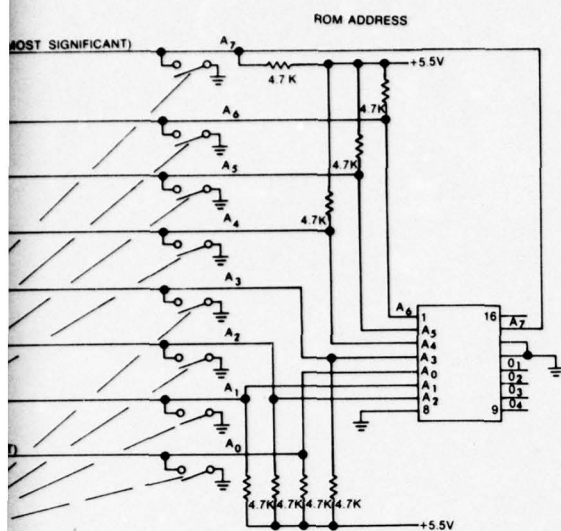 ROM ADDRESS
MOST SIGNIFICANT)
A7
4.7 K
+5.5V
4.7K
A6
4.7K
A5
4.7K
A4
A3
A2
A1
A0
A6
1
16
A7
A5
A4
A3
A0
O1
A1
O2
A2
O3
8
9
O4
4.7K
4.7K
4.7K
4.7K
+5.5V